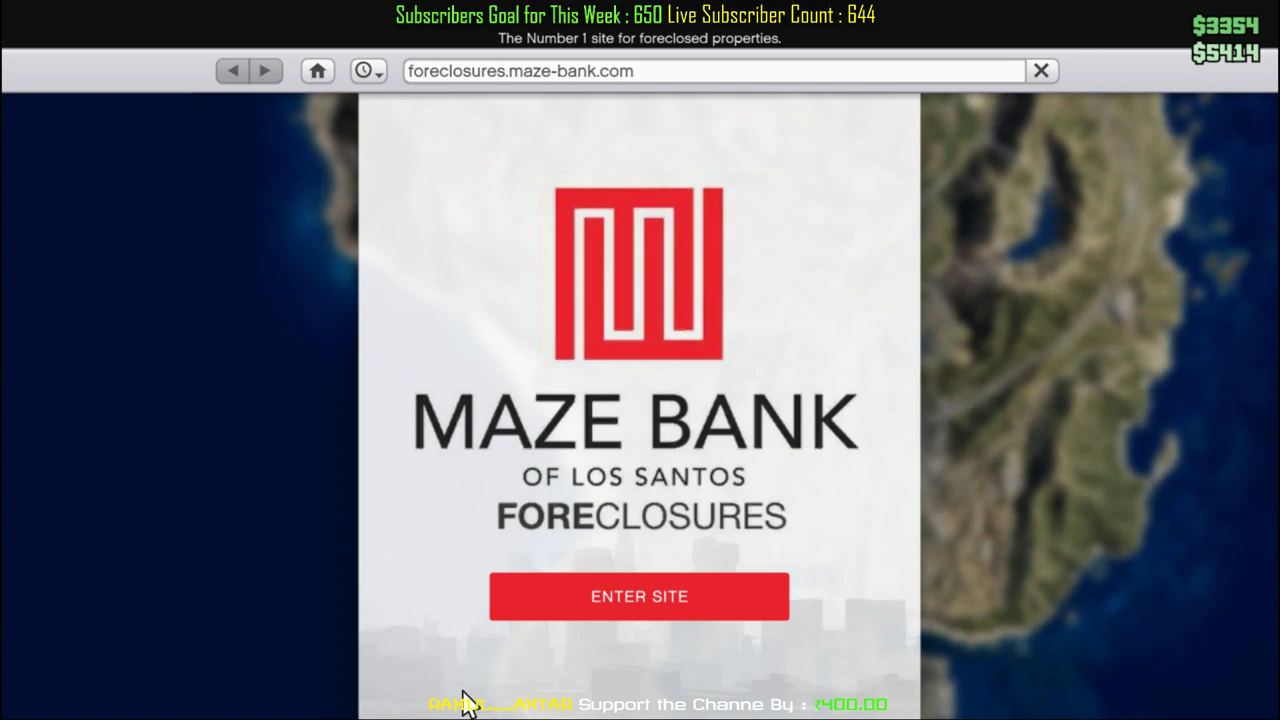 Subscribers Goal for This Week : 650 Live Subscriber Count : 644
The Number 1 site for foreclosed properties.
$3354
$5414
foreclosures.maze-bank.com
MAZE BANK
OF LOS SANTOS
FORECLOSURES
ENTER SITE
AKTAR Support the Channe By : ₹400.00